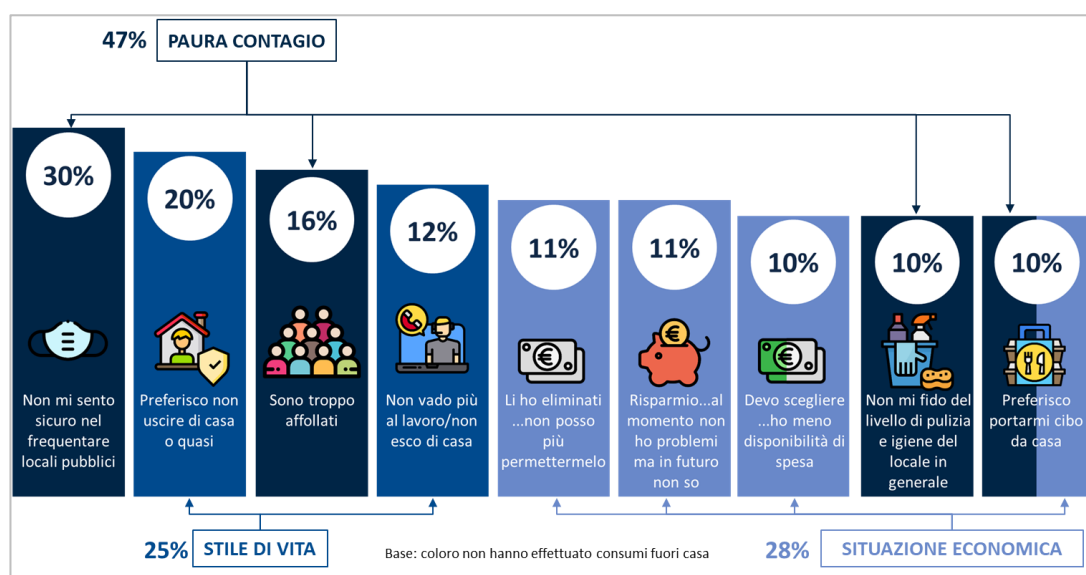 47% PAURA CONTAGIO
30%
Non mi sento
sicuro nel
frequentare
locali pubblici
20%
Preferisco non
uscire di casa
o quasi
16%
Sono troppo
affollati
12%
Non vado più
al lavoro/non
esco di casa
11%
Li ho eliminati
...non posso
più
permettermelo
11%
Risparmio...al
momento non
ho problemi
ma in futuro
non so
10%
Devo scegliere
...ho meno
disponibilità di
spesa
10%
Non mi fido del
livello di pulizia
e igiene del
locale in
generale
10%
Preferisco
portarmi cibo
da casa
25% STILE DI VITA
Base: coloro non hanno effettuato consumi fuori casa
28% SITUAZIONE ECONOMICA